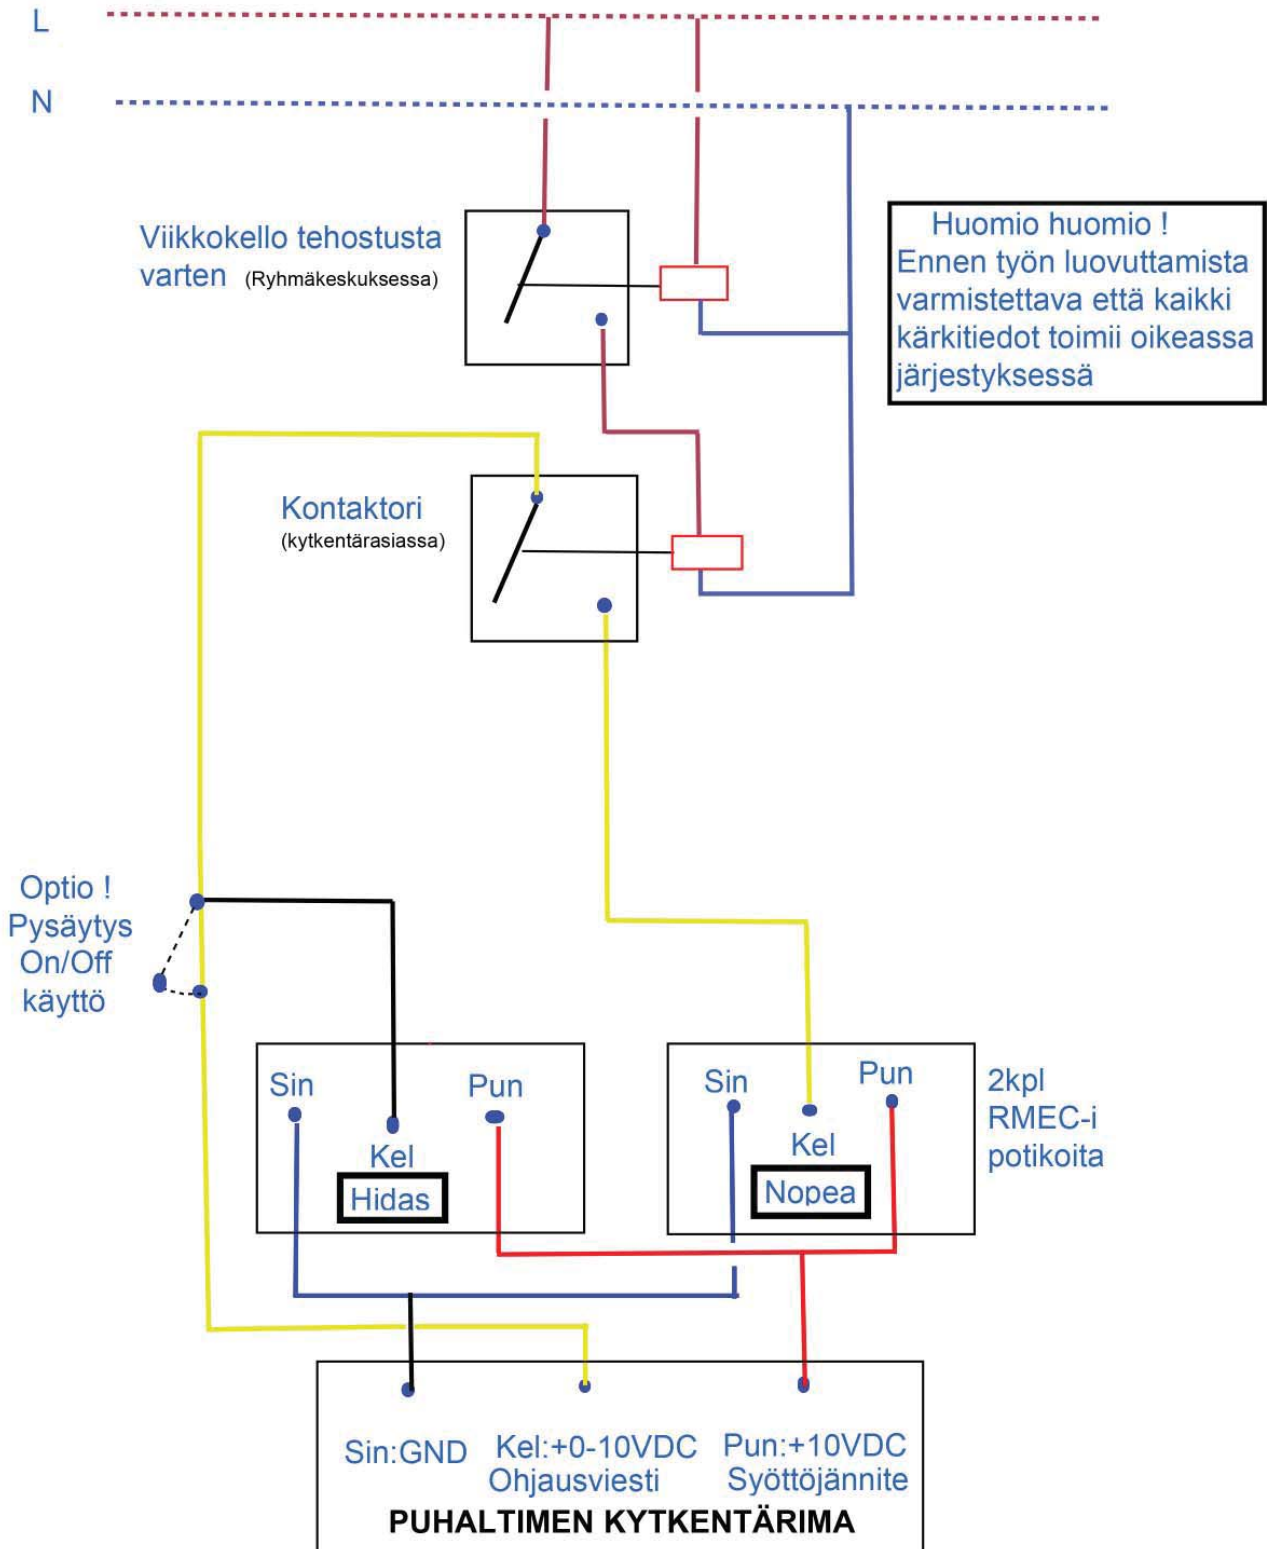 L
N
Viikkokello tehostusta
varten (Ryhmäkeskuksessa)
Huomio huomio !
Ennen työn luovuttamista
varmistettava että kaikki
kärkitiedot toimii oikeassa
järjestyksessä
Kontaktori
(kytkentärasiassa)
Optio !
Pysäytys
On/Off
käyttö
Sin
Pun
Kel
Hidas
Sin
Pun
Kel
Nopea
2kpl
RMEC-i
potikoita
Sin:GND
Kel:+0-10VDC
Ohjausviesti
Pun:+10VDC
Syöttöjännite
PUHALTIMEN KYTKENTÄRIMA